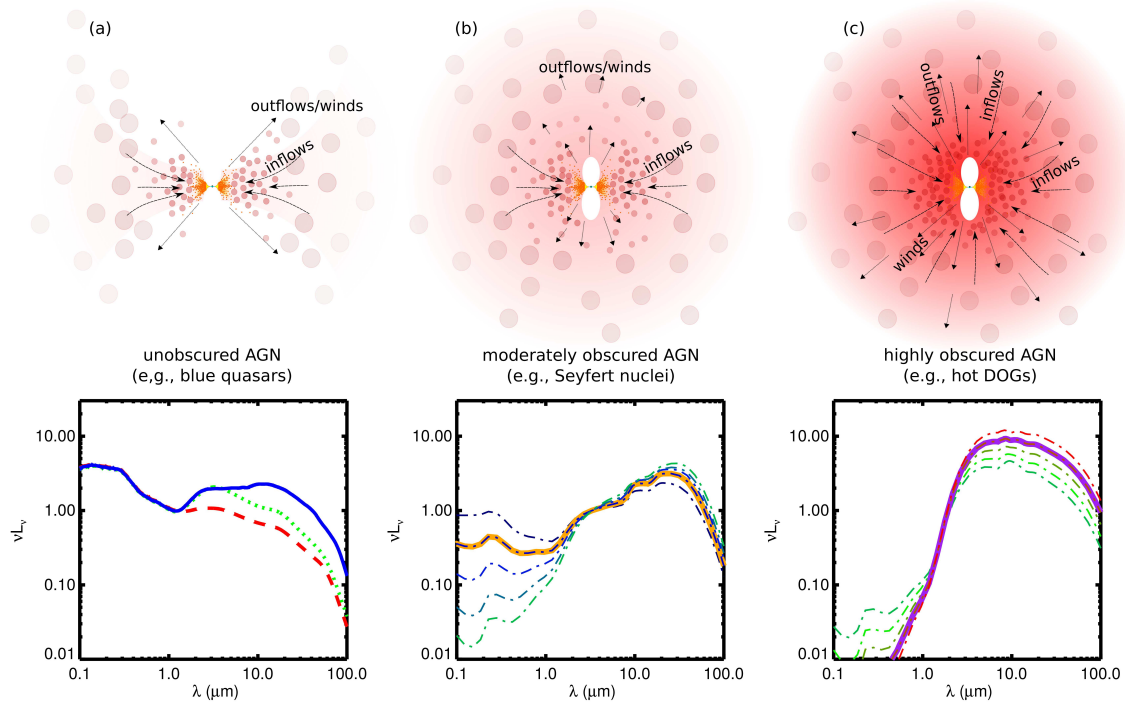 (a)
outflows/winds
inflows
(b)
outflows/winds
inflows
(c)
outflows
inflows
inflows
winds
unobscured AGN
(e,g., blue quasars)
moderately obscured AGN
(e.g., Seyfert nuclei)
highly obscured AGN
(e.g., hot DOGs)
10.00
1.00
0.10
0.01
νLν
0.1
1.0
10.0
100.0
λ (μm)
10.00
1.00
0.10
0.01
νLν
0.1
1.0
10.0
100.0
λ (μm)
10.00
1.00
0.10
0.01
νLν
0.1
1.0
10.0
100.0
λ (μm)